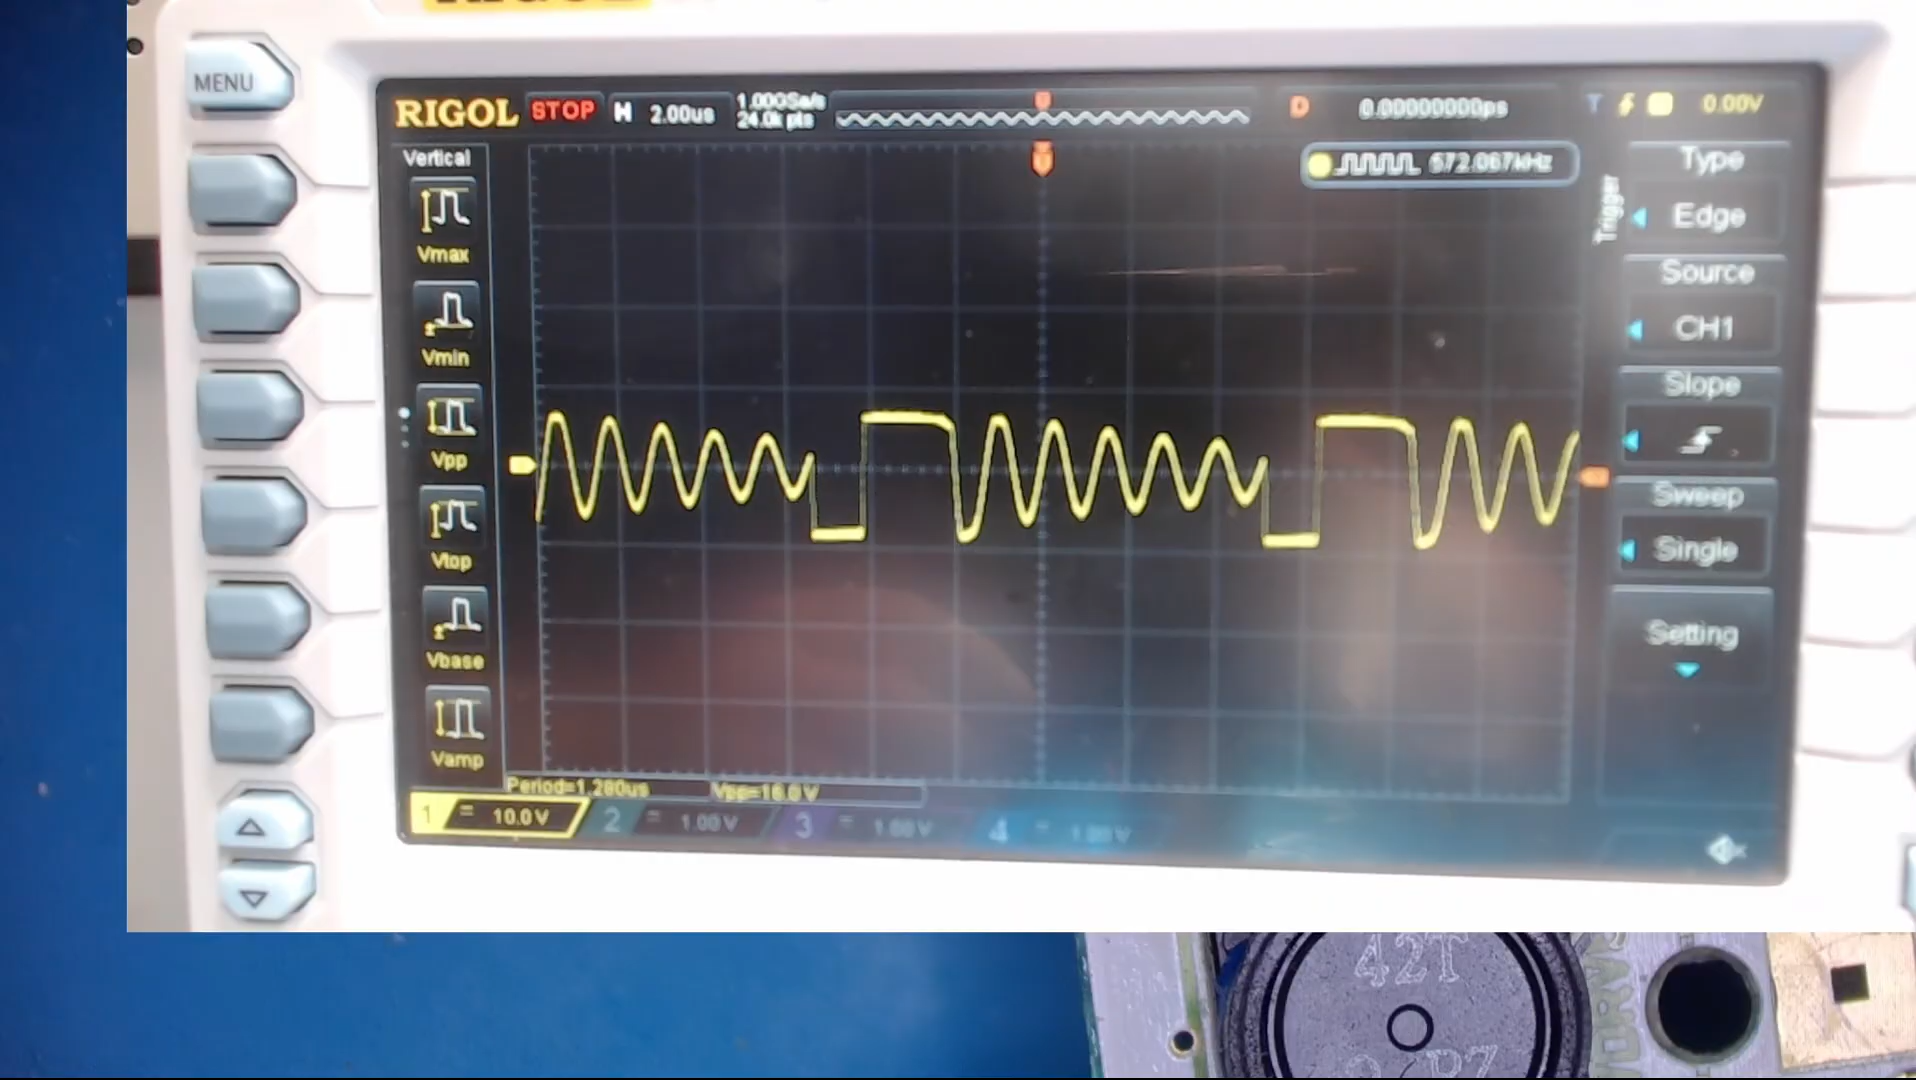 MENU
RIGOL STOP H 2.00us 1.00GSa/s 24.0k pts D 0.00000000ps T 0.00V
Vertical
572.067kHz
Vmax
Vmin
Vpp
Vtop
Vbase
Vamp
Trigger
Type
Edge
Source
CH1
Slope
Sweep
Single
Setting
Period=1.280us Vpp=16.0V
1 = 10.0V 2 = 1.00V 3 = 1.00V 4 = 1.00V
42T